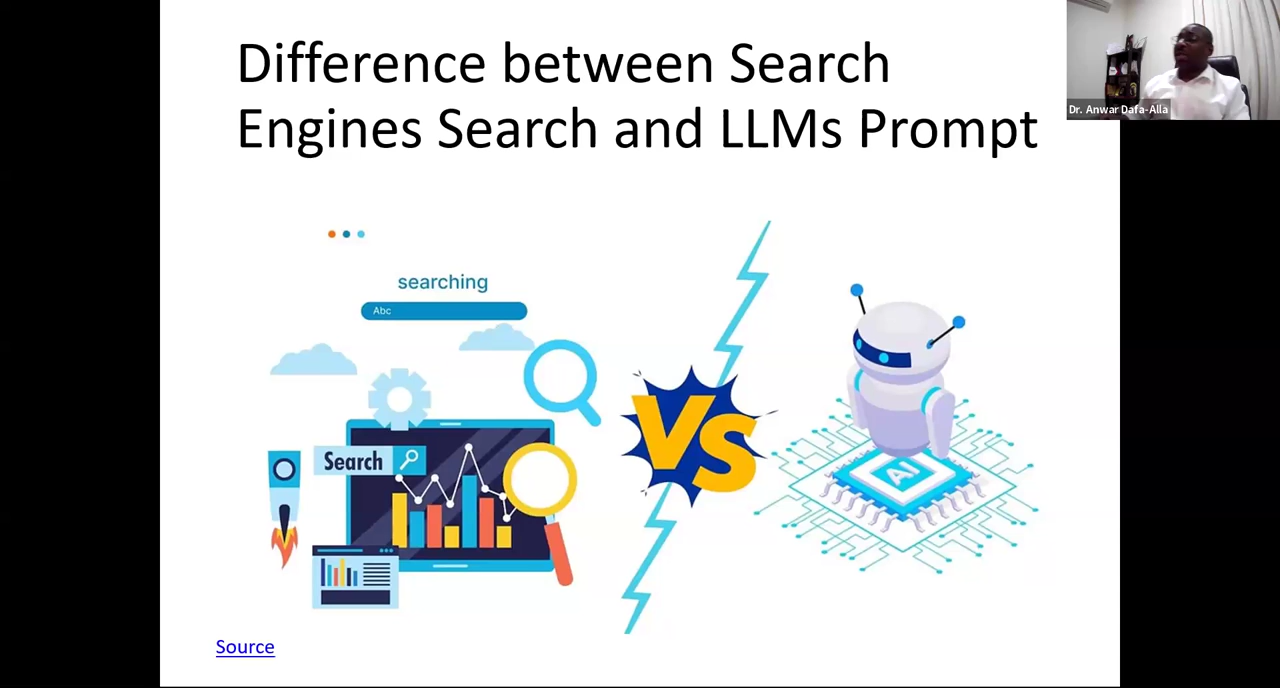 Difference between Search
Engines Search and LLMs Prompt
Dr. Anwar Dafa-Alla
searching
Abc
Search
VS
AI
Source